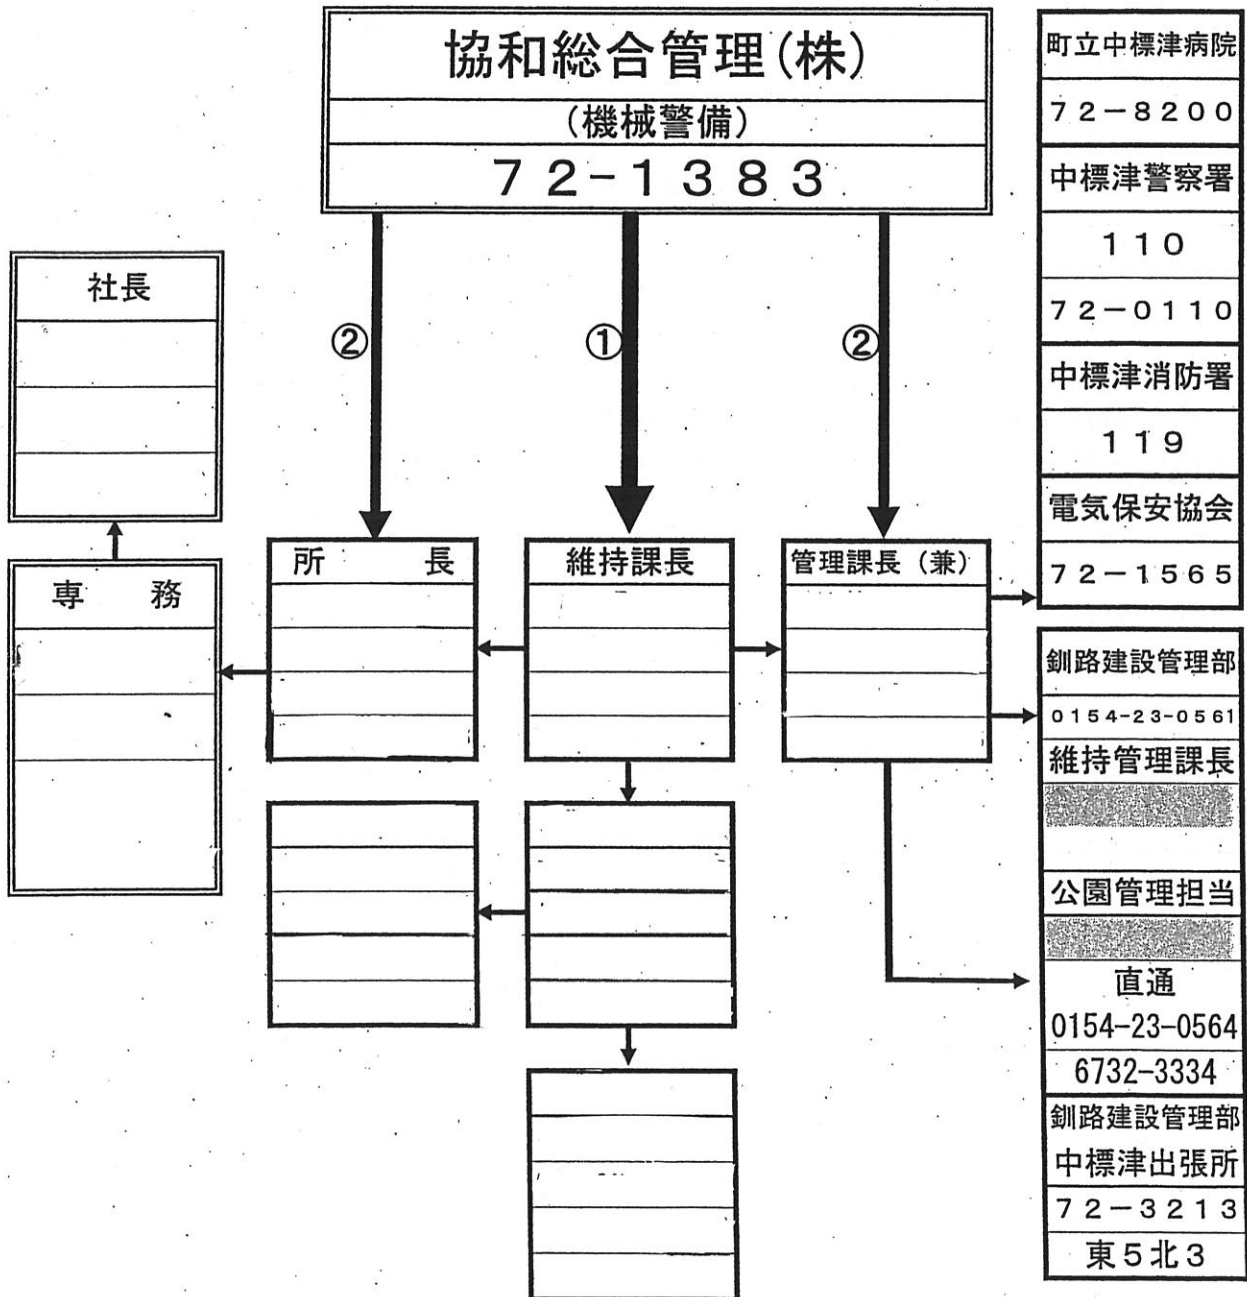 協和総合管理(株)
(機械警備)
72-1383
②
①
②
社長
専　務
所　長
維持課長
管理課長（兼）
町立中標津病院
72-8200
中標津警察署
110
72-0110
中標津消防署
119
電気保安協会
72-1565
釧路建設管理部
0154-23-0561
維持管理課長
公園管理担当
直通
0154-23-0564
6732-3334
釧路建設管理部
中標津出張所
72-3213
東5北3